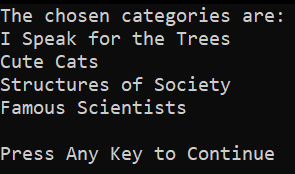 The chosen categories are:
I Speak for the Trees
Cute Cats
Structures of Society
Famous Scientists
Press Any Key to Continue